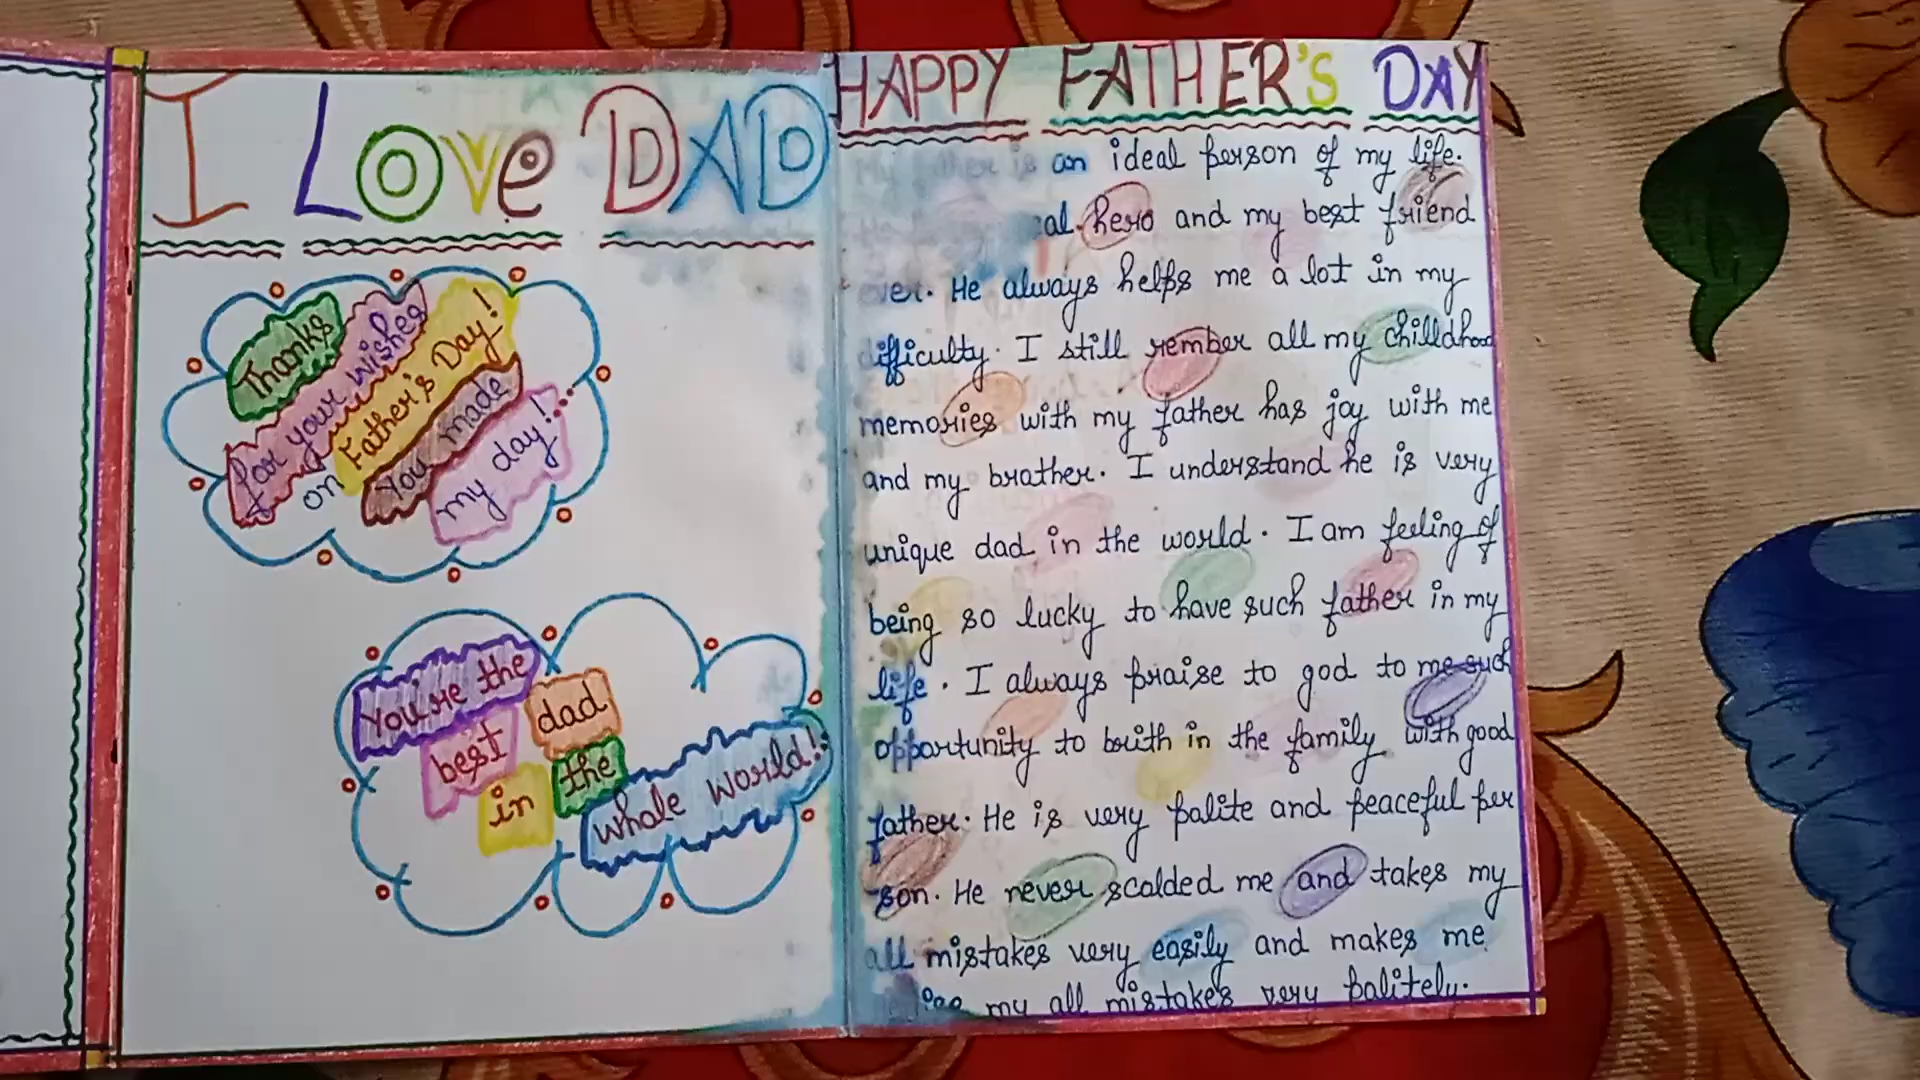 I Love DAD
Thanks
for your wishes
on Father's Day!
You made
my day!...
You're the
best dad
in the
whole world!
HAPPY FATHER'S DAY
My father is an ideal person of my life.
hero and my best friend
ever. He always helps me a lot in my
difficulty. I still rember all my chilldhood
memories with my father has joy with me
and my brother. I understand he is very
unique dad in the world. I am feeling of
being so lucky to have such father in my
life. I always praise to god to me such
opportunity to brith in the family with good
father. He is very polite and peaceful per
son. He never scolded me and takes my
all mistakes very easily and makes me
my all mistakes very politely.